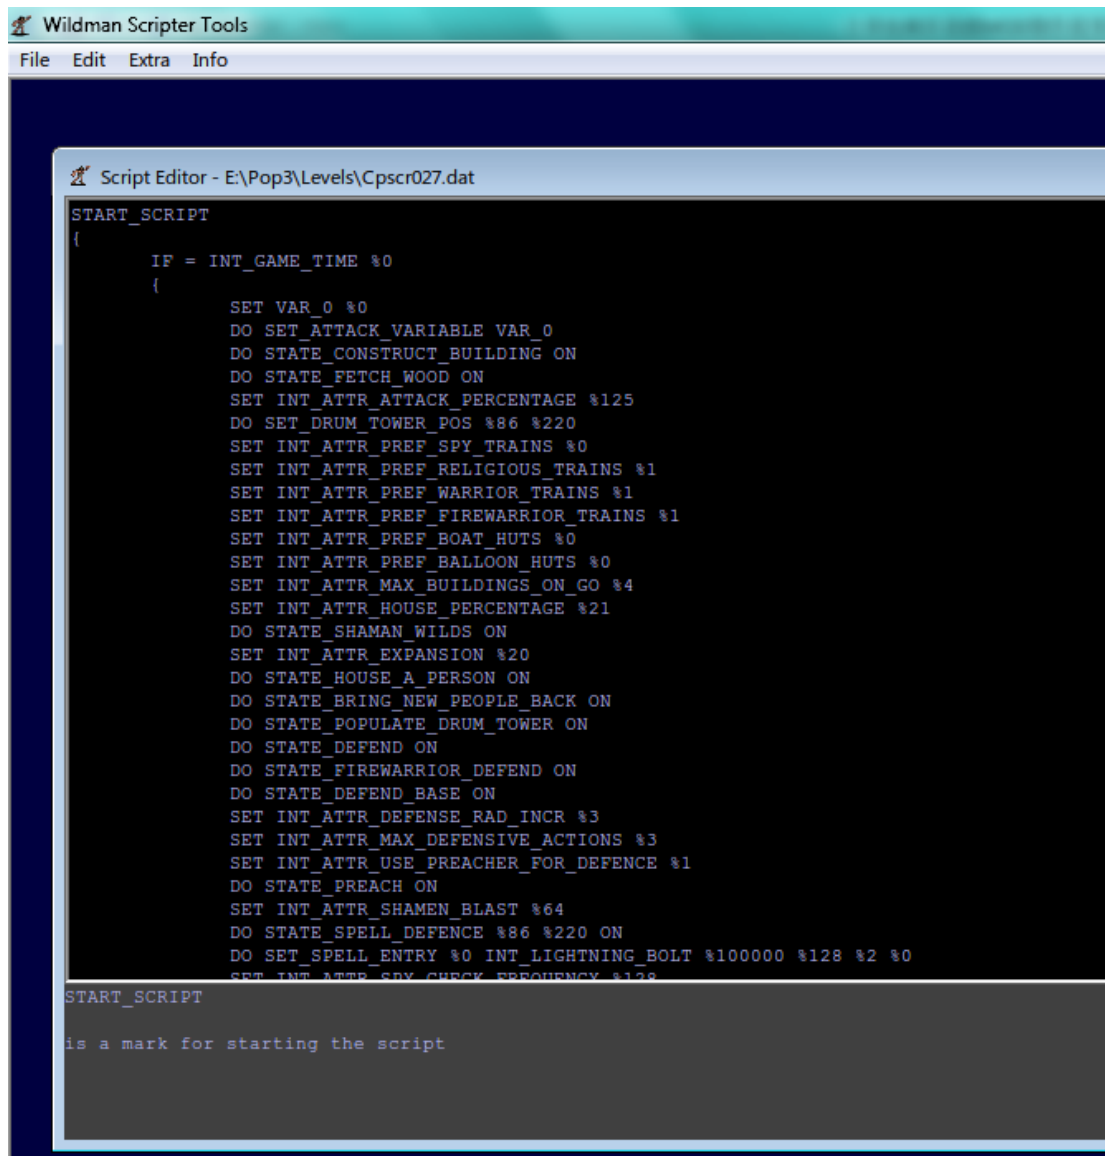 Wildman Scripter Tools
File Edit Extra Info
Script Editor - E:\Pop3\Levels\Cpscr027.dat
START_SCRIPT
{
IF = INT_GAME_TIME %0
{
SET VAR_0 %0
DO SET_ATTACK_VARIABLE VAR_0
DO STATE_CONSTRUCT_BUILDING ON
DO STATE_FETCH_WOOD ON
SET INT_ATTR_ATTACK_PERCENTAGE %125
DO SET_DRUM_TOWER_POS %86 %220
SET INT_ATTR_PREF_SPY_TRAINS %0
SET INT_ATTR_PREF_RELIGIOUS_TRAINS %1
SET INT_ATTR_PREF_WARRIOR_TRAINS %1
SET INT_ATTR_PREF_FIREWARRIOR_TRAINS %1
SET INT_ATTR_PREF_BOAT_HUTS %0
SET INT_ATTR_PREF_BALLOON_HUTS %0
SET INT_ATTR_MAX_BUILDINGS_ON_GO %4
SET INT_ATTR_HOUSE_PERCENTAGE %21
DO STATE_SHAMAN_WILDS ON
SET INT_ATTR_EXPANSION %20
DO STATE_HOUSE_A_PERSON ON
DO STATE_BRING_NEW_PEOPLE_BACK ON
DO STATE_POPULATE_DRUM_TOWER ON
DO STATE_DEFEND ON
DO STATE_FIREWARRIOR_DEFEND ON
DO STATE_DEFEND_BASE ON
SET INT_ATTR_DEFENSE_RAD_INCR %3
SET INT_ATTR_MAX_DEFENSIVE_ACTIONS %3
SET INT_ATTR_USE_PREACHER_FOR_DEFENCE %1
DO STATE_PREACH ON
SET INT_ATTR_SHAMEN_BLAST %64
DO STATE_SPELL_DEFENCE %86 %220 ON
DO SET_SPELL_ENTRY %0 INT_LIGHTNING_BOLT %100000 %128 %2 %0
SET INT_ATTR_SPY_CHECK_FREQUENCY %128
START_SCRIPT
is a mark for starting the script